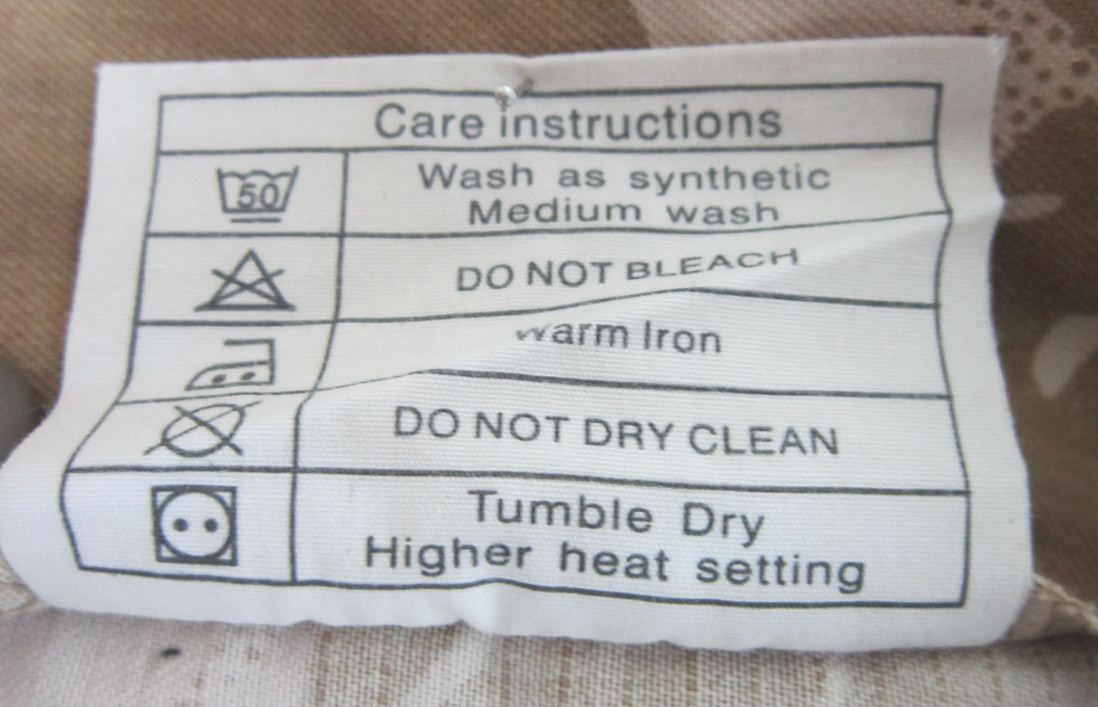 Care instructions
50
Wash as synthetic
Medium wash
DO NOT BLEACH
warm Iron
DO NOT DRY CLEAN
Tumble Dry
Higher heat setting